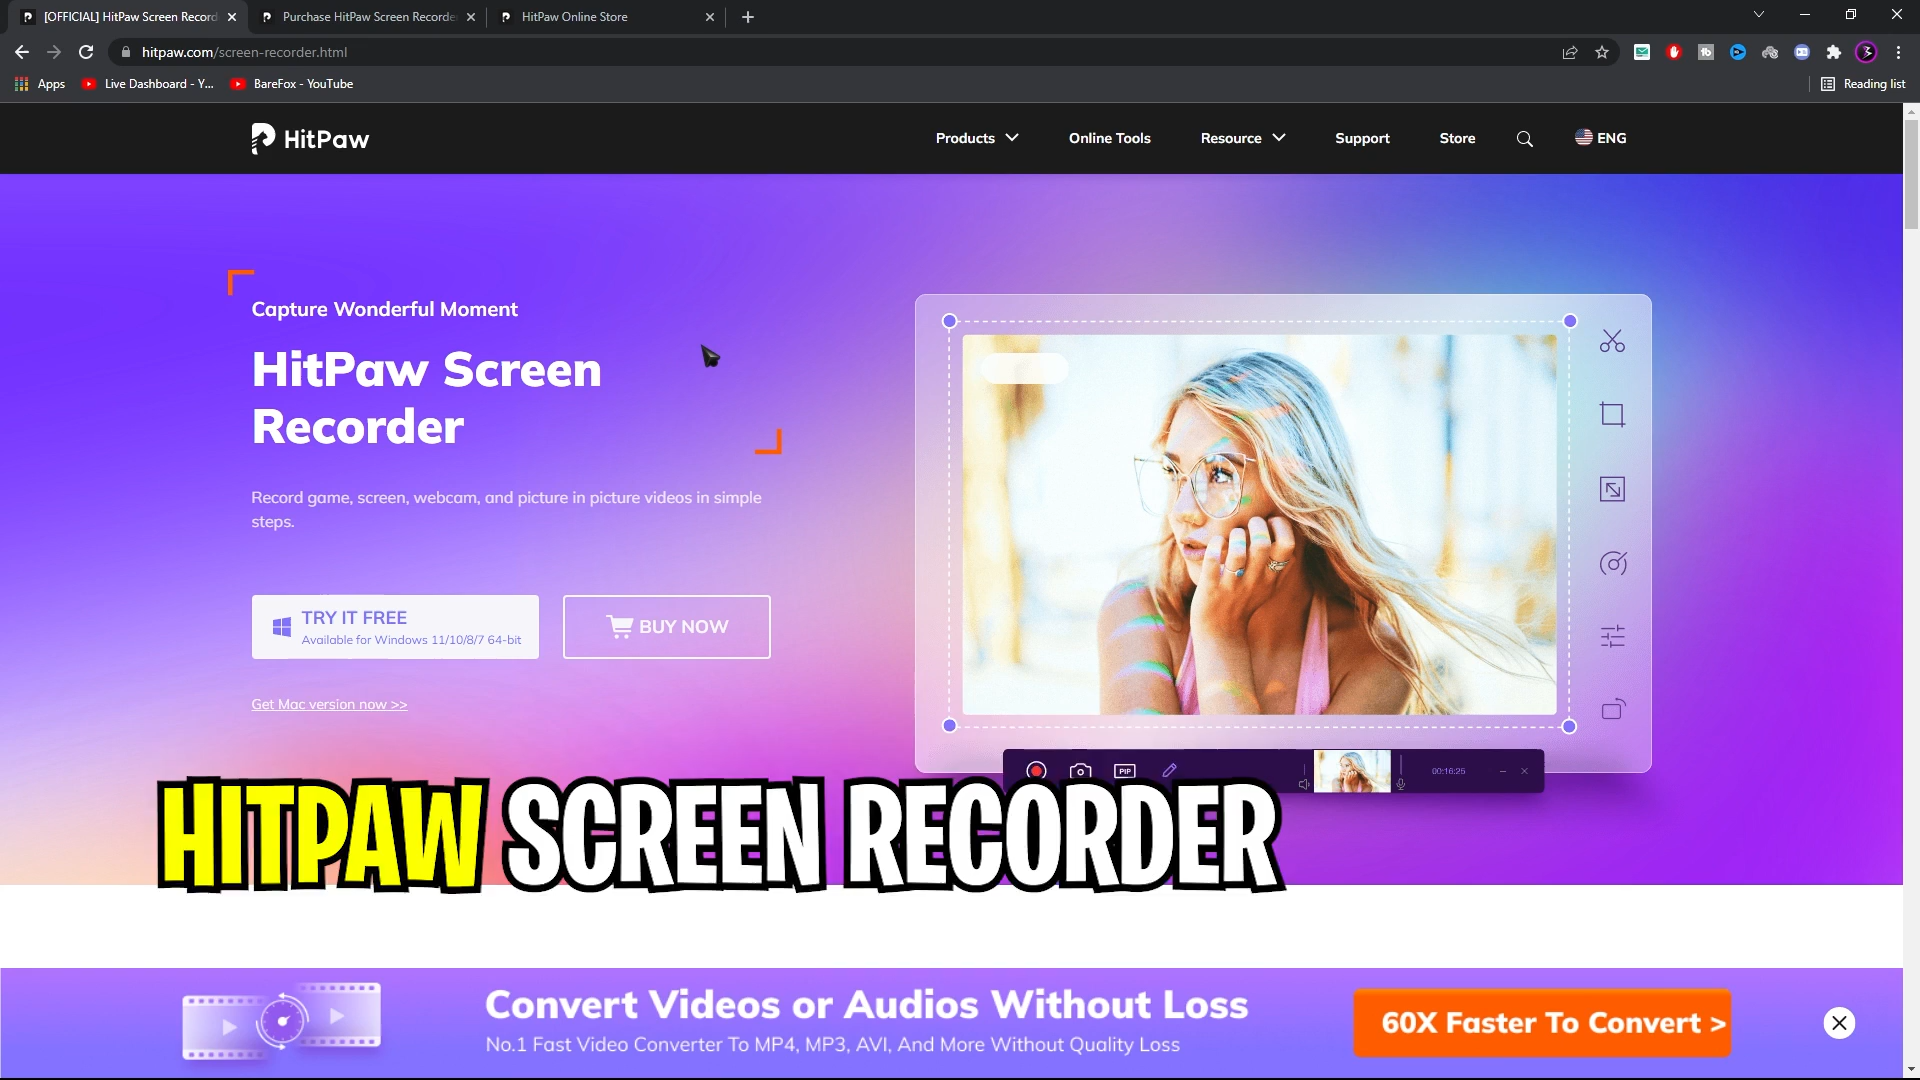 [OFFICIAL] HitPaw Screen Record
Purchase HitPaw Screen Recorde
HitPaw Online Store
hitpaw.com/screen-recorder.html
Apps
Live Dashboard - Y...
BareFox - YouTube
Reading list
HitPaw
Products
Online Tools
Resource
Support
Store
ENG
Capture Wonderful Moment
HitPaw Screen
Recorder
Record game, screen, webcam, and picture in picture videos in simple
steps.
TRY IT FREE
Available for Windows 11/10/8/7 64-bit
BUY NOW
Get Mac version now >>
PIP
00:16:25
HITPAW SCREEN RECORDER
Convert Videos or Audios Without Loss
No.1 Fast Video Converter To MP4, MP3, AVI, And More Without Quality Loss
60X Faster To Convert >